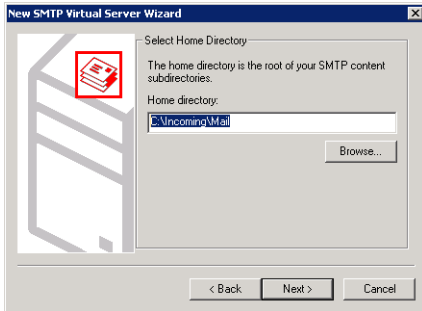 New SMTP Virtual Server Wizard
Select Home Directory
The home directory is the root of your SMTP content
subdirectories.
Home directory:
C:\Incoming\Mail
Browse...
< Back
Next >
Cancel